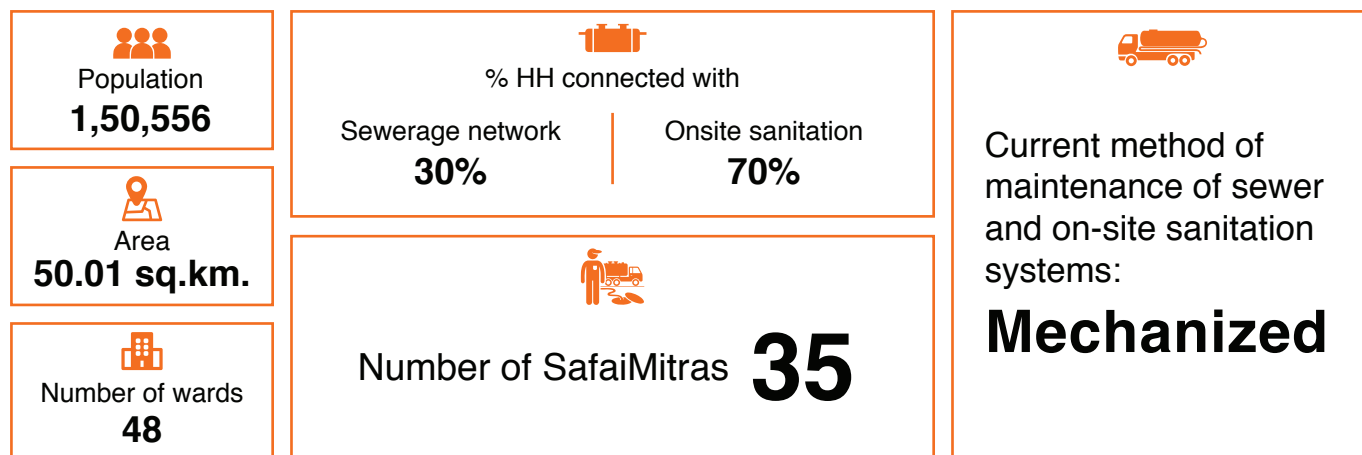 Population
1,50,556
Area
50.01 sq.km.
Number of wards
48
% HH connected with
Sewerage network
30%
Onsite sanitation
70%
Number of SafaiMitras 35
Current method of
maintenance of sewer
and on-site sanitation
systems:
Mechanized